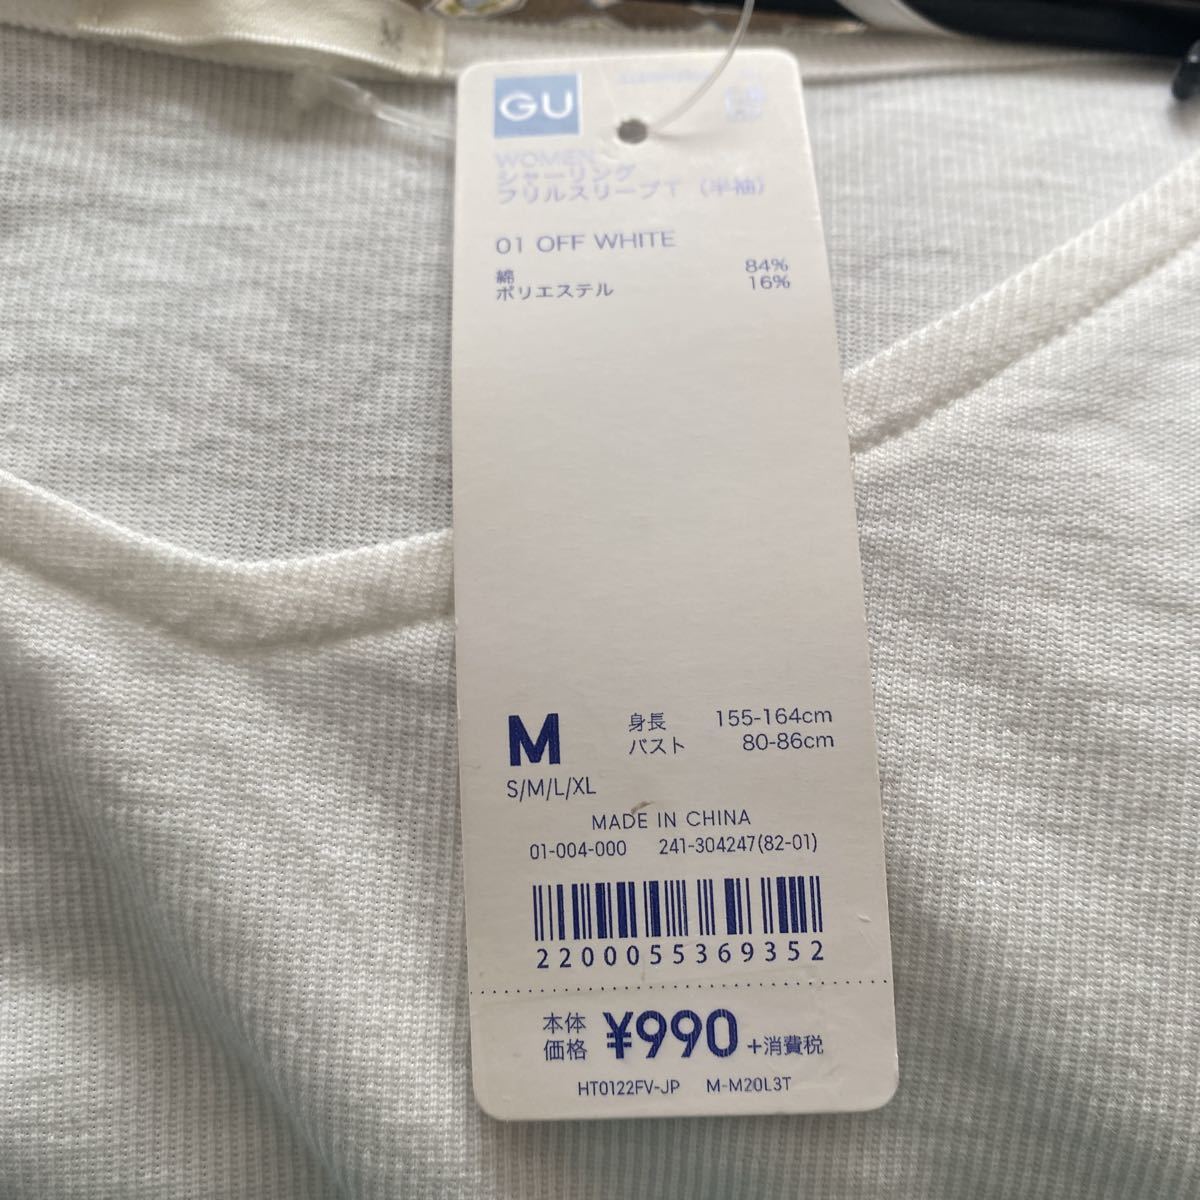 M
GU
WOMEN
シャーリング
フリルスリーブT（半袖）
01 OFF WHITE
綿 84%
ポリエステル 16%
M 身長 155-164cm
バスト 80-86cm
S/M/L/XL
MADE IN CHINA
01-004-000 241-304247(82-01)
2200055369352
本体価格 ¥990 +消費税
HT0122FV-JP M-M20L3T